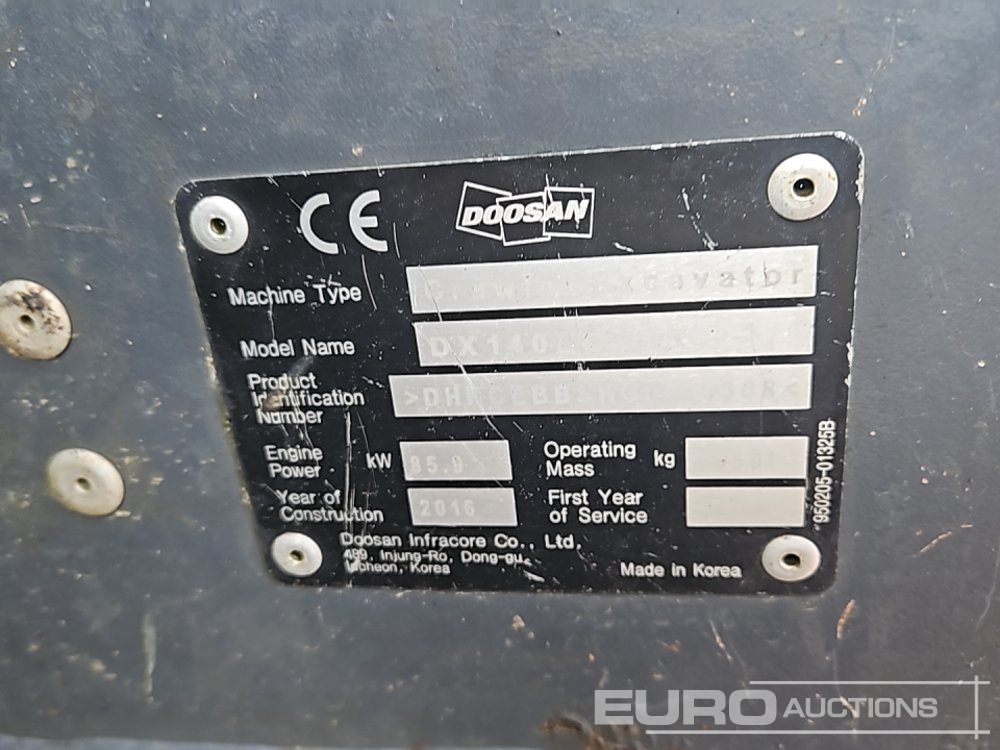 CE DOOSAN
Machine Type
Model Name DX140
Product
Identification
Number
Engine
Power kW 85.9
Operating
Mass kg
Year of
Construction 2016
First Year
of Service
Doosan Infracore Co., Ltd.
489, Injung-Ro, Dong-gu,
Incheon, Korea
Made in Korea
950205-01325B
EURO AUCTIONS